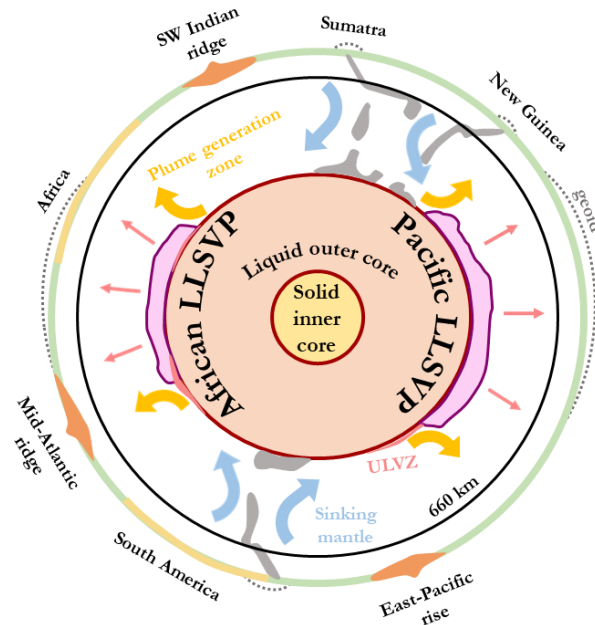 SW Indian
ridge
Sumatra
New Guinea
geoid
Plume generation
zone
Africa
African LLSVP
Pacific LLSVP
Liquid outer core
Solid
inner
core
Mid-Atlantic
ridge
ULVZ
660 km
Sinking
mantle
South America
East-Pacific
rise